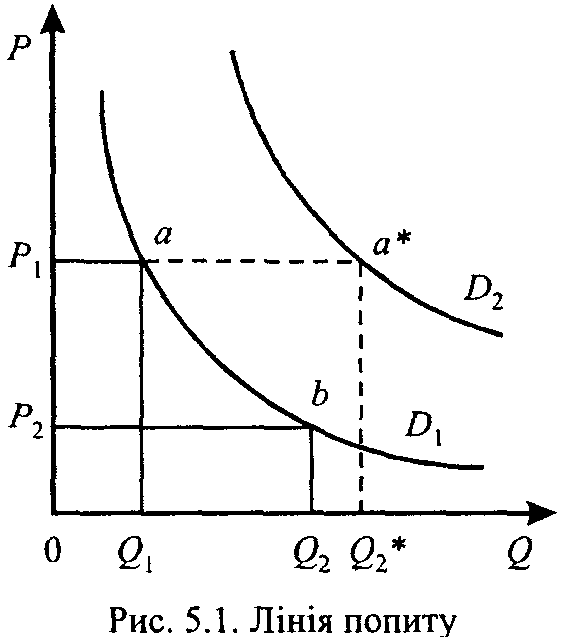 P
a
P₁
a*
D₂
b
P₂
D₁
0
Q₁
Q₂
Q₂*
Q
Рис. 5.1. Лінія попиту